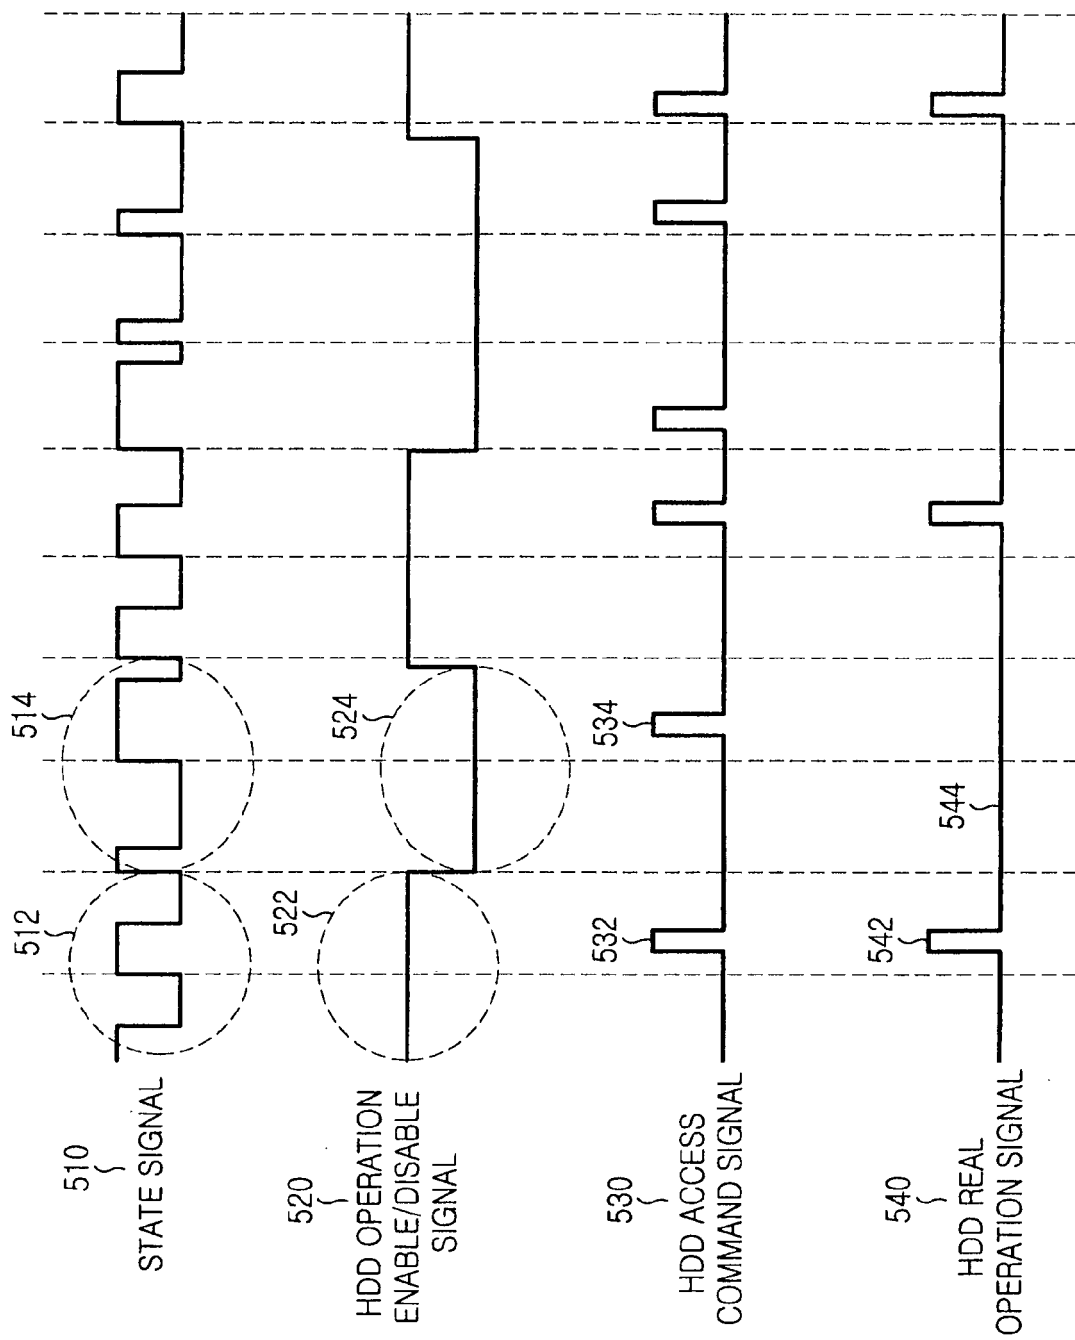 510
STATE SIGNAL
512
514
520
HDD OPERATION
ENABLE/DISABLE
SIGNAL
522
524
530
HDD ACCESS
COMMAND SIGNAL
532
534
540
HDD REAL
OPERATION SIGNAL
542
544